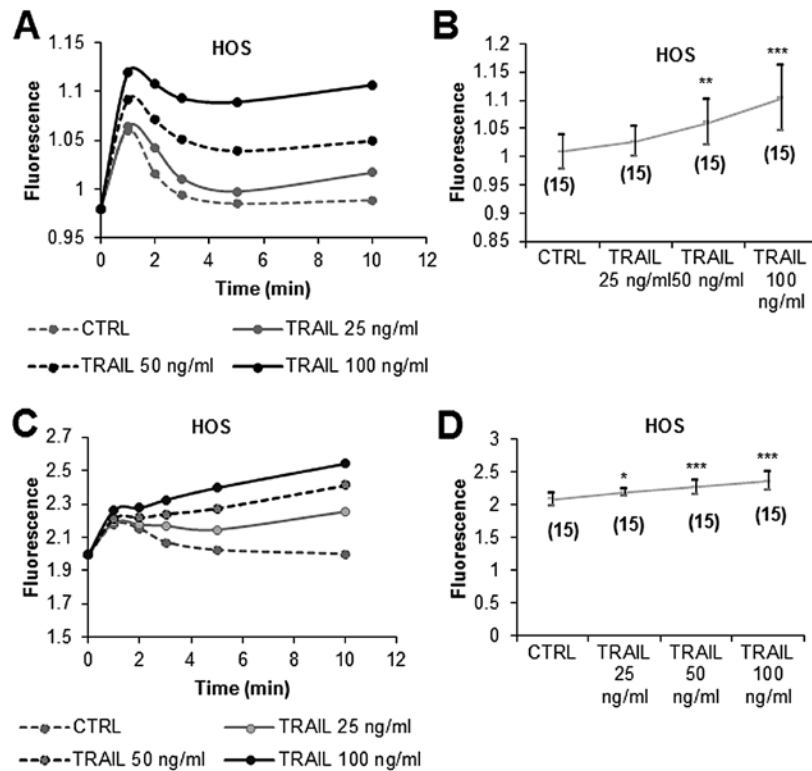 A
HOS
1.15
1.1
1.05
1
0.95
Fluorescence
0 2 4 6 8 10 12
Time (min)
CTRL
TRAIL 25 ng/ml
TRAIL 50 ng/ml
TRAIL 100 ng/ml
B
HOS
1.2
1.15
1.1
1.05
1
0.95
0.9
0.85
Fluorescence
**
***
(15) (15) (15) (15)
CTRL TRAIL TRAIL TRAIL
25 ng/ml 50 ng/ml 100
ng/ml
C
HOS
2.7
2.5
2.3
2.1
1.9
1.7
1.5
Fluorescence
0 2 4 6 8 10 12
Time (min)
CTRL
TRAIL 25 ng/ml
TRAIL 50 ng/ml
TRAIL 100 ng/ml
D
HOS
3
2.5
2
1.5
1
0.5
0
Fluorescence
* *** ***
(15) (15) (15) (15)
CTRL TRAIL TRAIL TRAIL
25 50 100
ng/ml ng/ml ng/ml